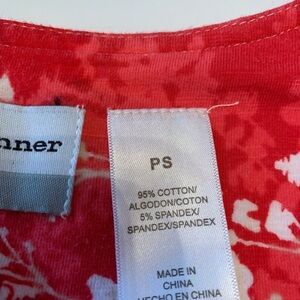 nner
PS
95% COTTON/
ALGODON/COTON
5% SPANDEX/
SPANDEX/SPANDEX
MADE IN
CHINA
HECHO EN CHINA